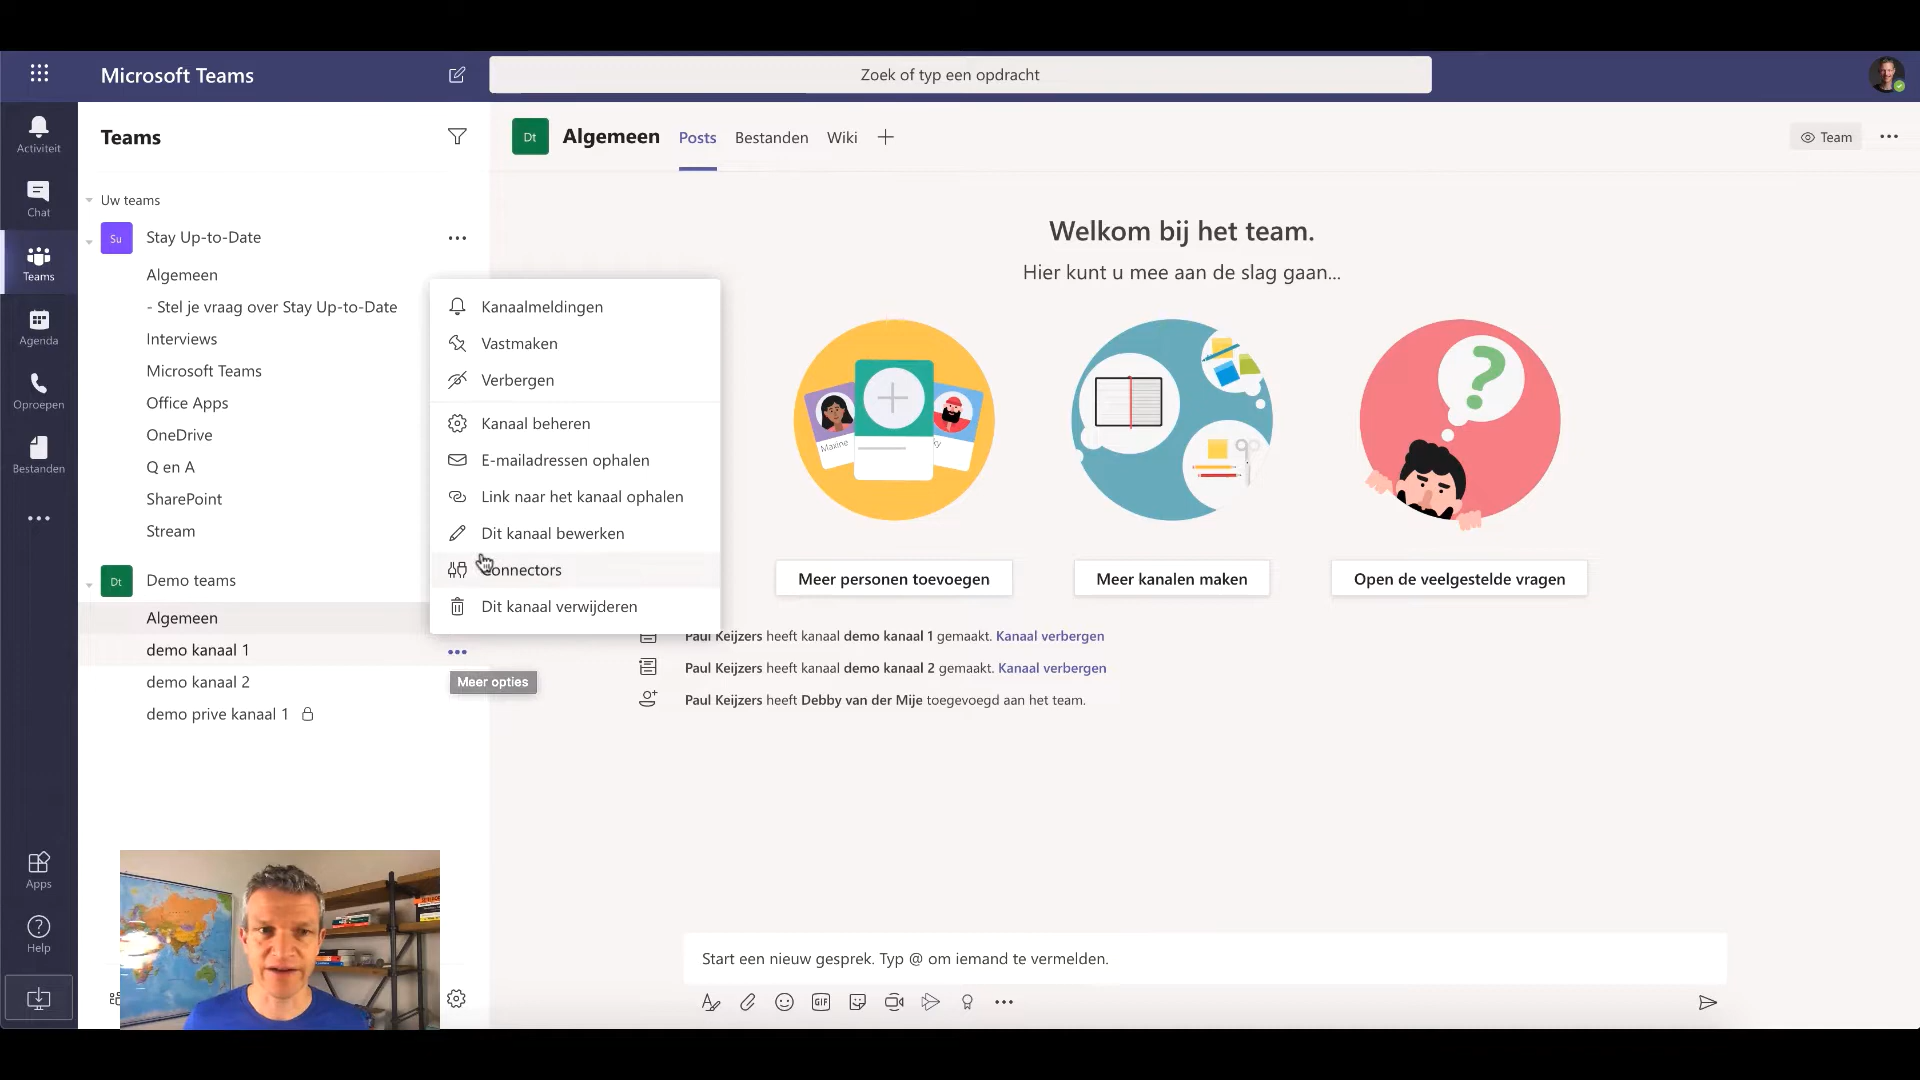 Microsoft Teams
Zoek of typ een opdracht
Activiteit
Chat
Teams
Agenda
Oproepen
Bestanden
Apps
Help
Teams
Uw teams
Su
Stay Up-to-Date
Algemeen
- Stel je vraag over Stay Up-to-Date
Interviews
Microsoft Teams
Office Apps
OneDrive
Q en A
SharePoint
Stream
Dt
Demo teams
Algemeen
demo kanaal 1
demo kanaal 2
demo prive kanaal 1
Kanaalmeldingen
Vastmaken
Verbergen
Kanaal beheren
E-mailadressen ophalen
Link naar het kanaal ophalen
Dit kanaal bewerken
Connectors
Dit kanaal verwijderen
Meer opties
Dt
Algemeen
Posts
Bestanden
Wiki
Team
Welkom bij het team.
Hier kunt u mee aan de slag gaan...
Maxine
Meer personen toevoegen
Meer kanalen maken
Open de veelgestelde vragen
Paul Keijzers heeft kanaal demo kanaal 1 gemaakt. Kanaal verbergen
Paul Keijzers heeft kanaal demo kanaal 2 gemaakt. Kanaal verbergen
Paul Keijzers heeft Debby van der Mije toegevoegd aan het team.
Start een nieuw gesprek. Typ @ om iemand te vermelden.
GIF